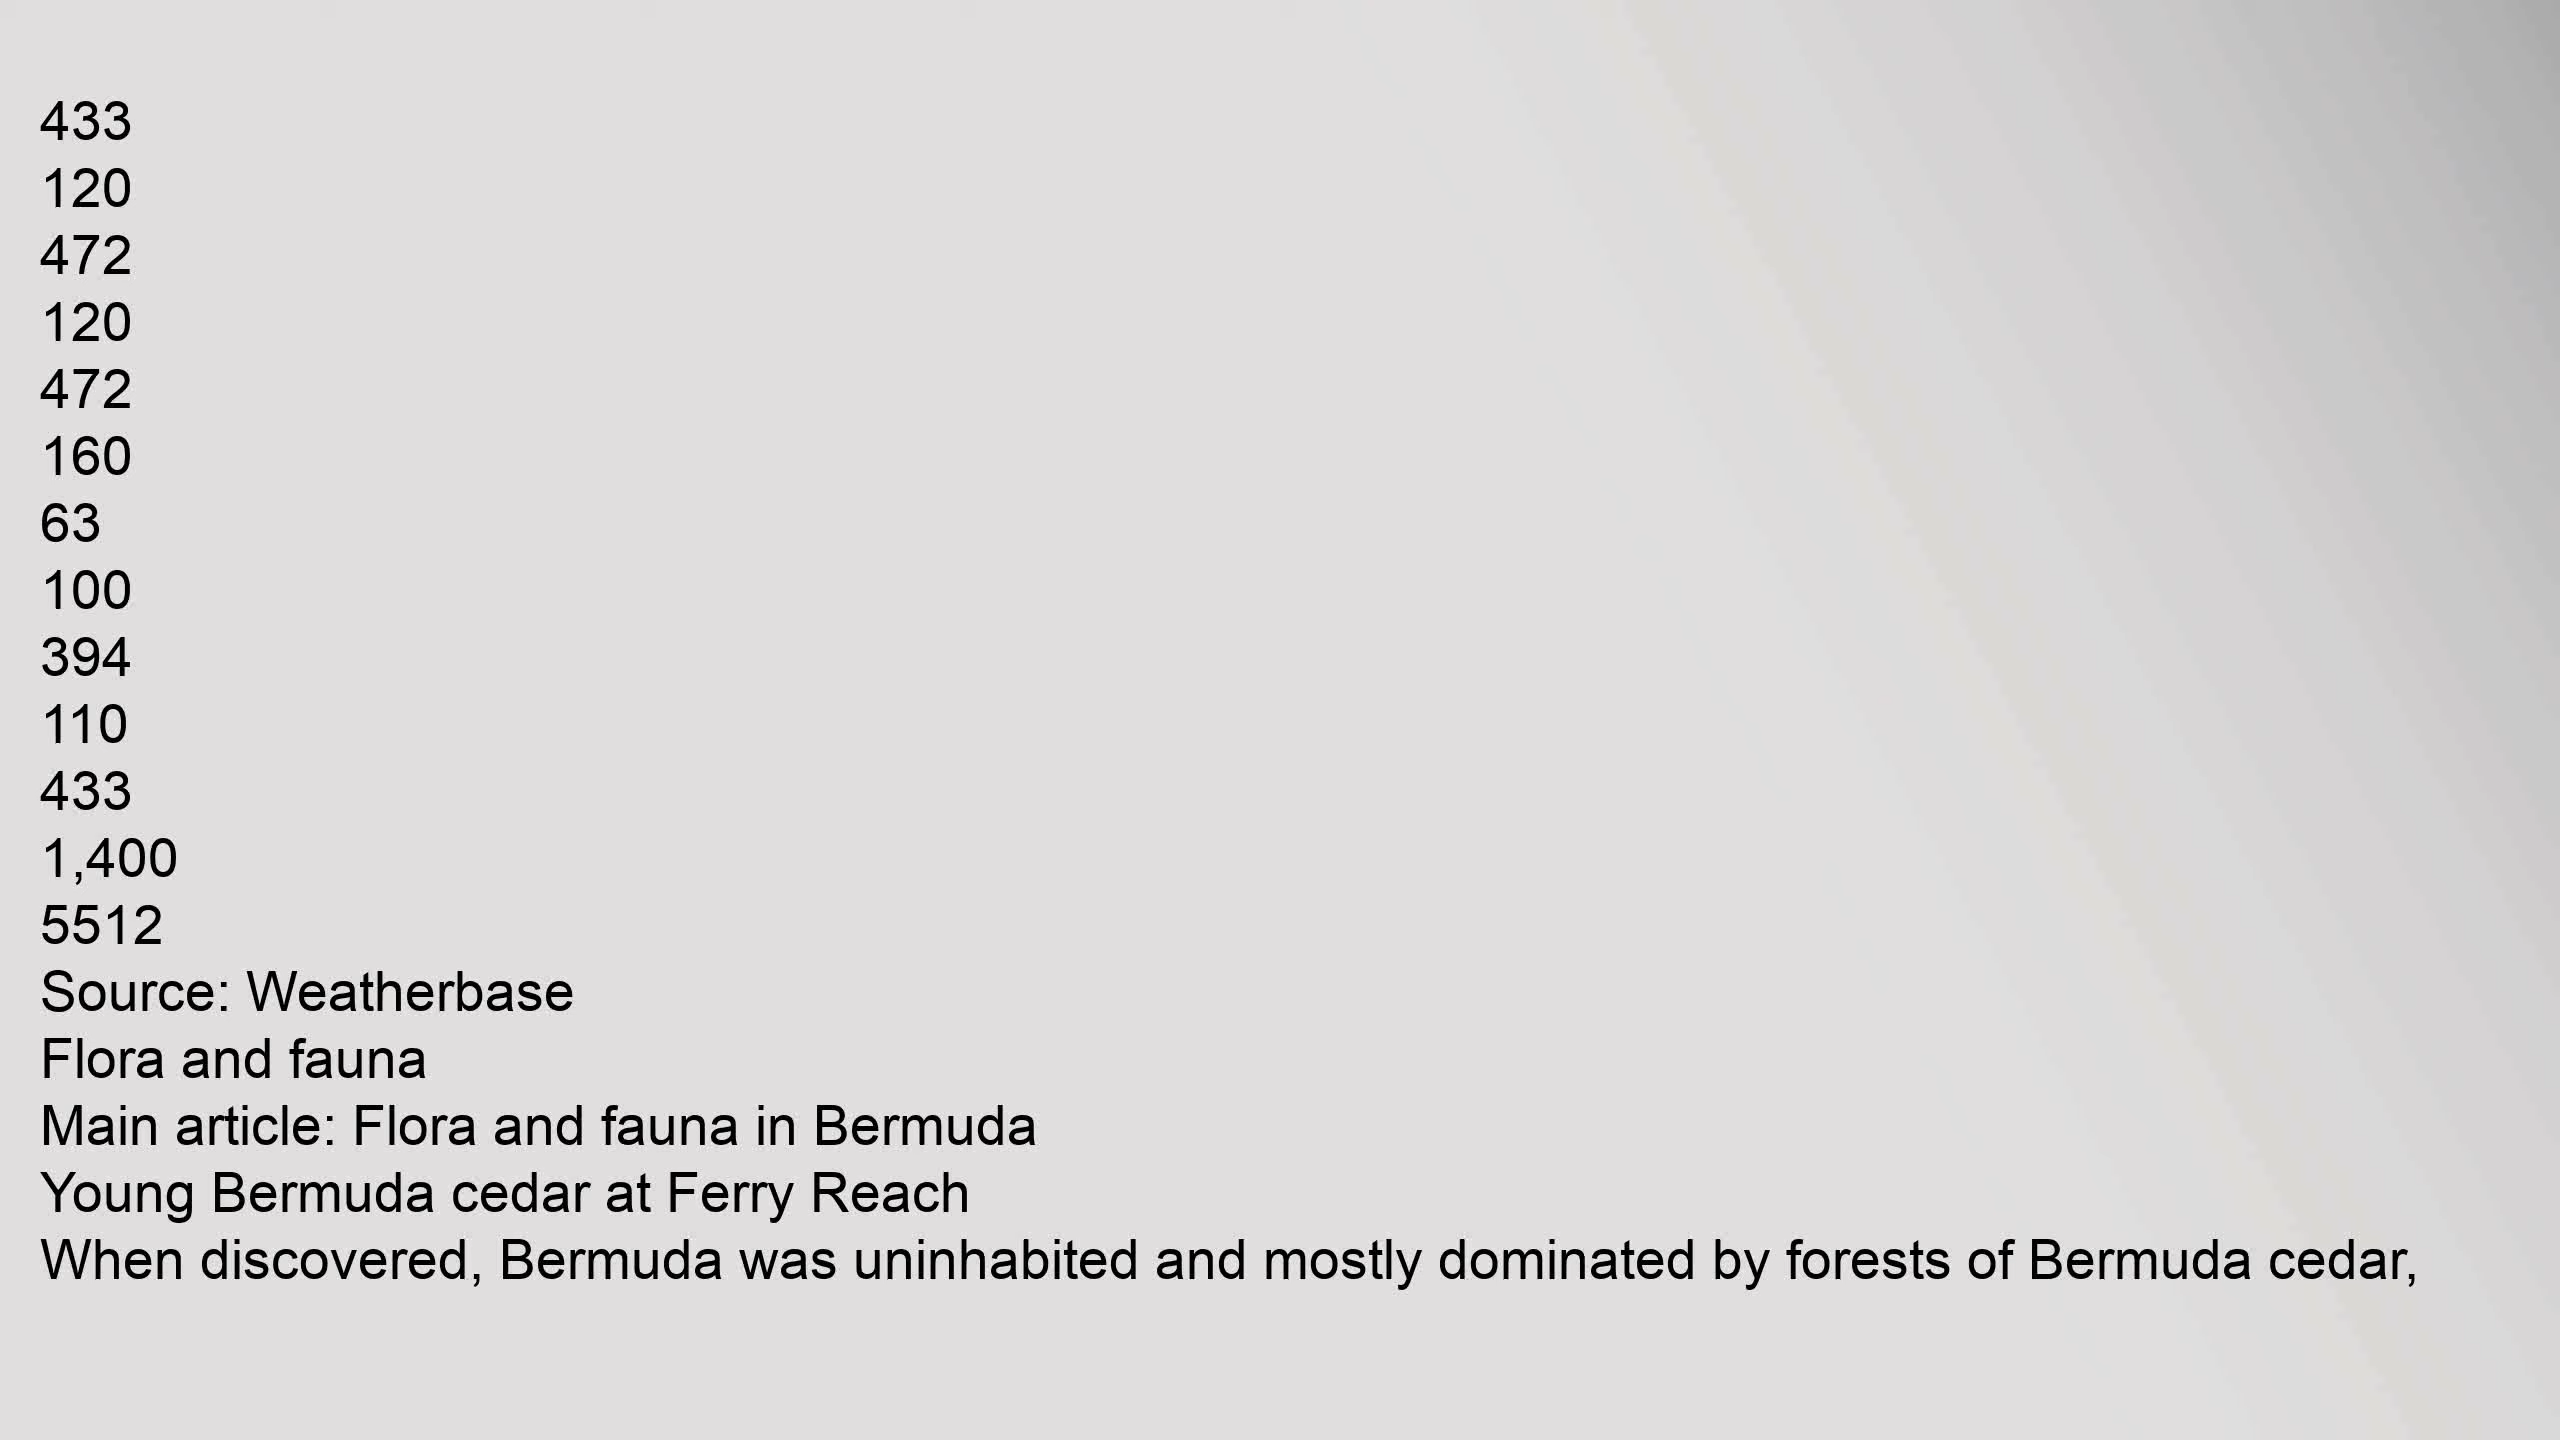 433
120
472
120
472
160
63
100
394
110
433
1,400
5512
Source: Weatherbase
Flora and fauna
Main article: Flora and fauna in Bermuda
Young Bermuda cedar at Ferry Reach
When discovered, Bermuda was uninhabited and mostly dominated by forests of Bermuda cedar,